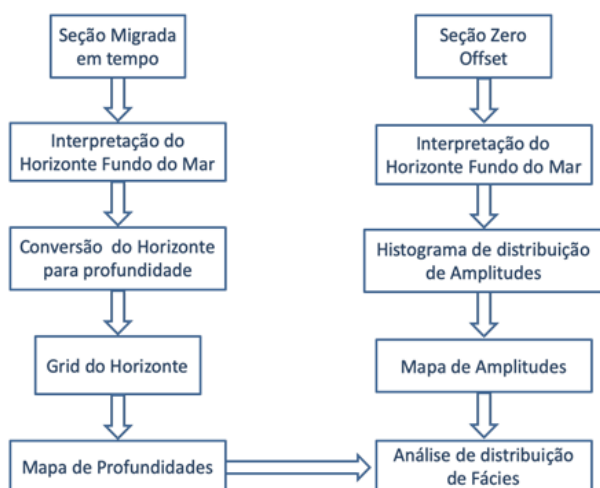 Seção Migrada
em tempo
Interpretação do
Horizonte Fundo do Mar
Conversão do Horizonte
para profundidade
Grid do Horizonte
Mapa de Profundidades
Seção Zero
Offset
Interpretação do
Horizonte Fundo do Mar
Histograma de distribuição
de Amplitudes
Mapa de Amplitudes
Análise de distribuição
de Fácies